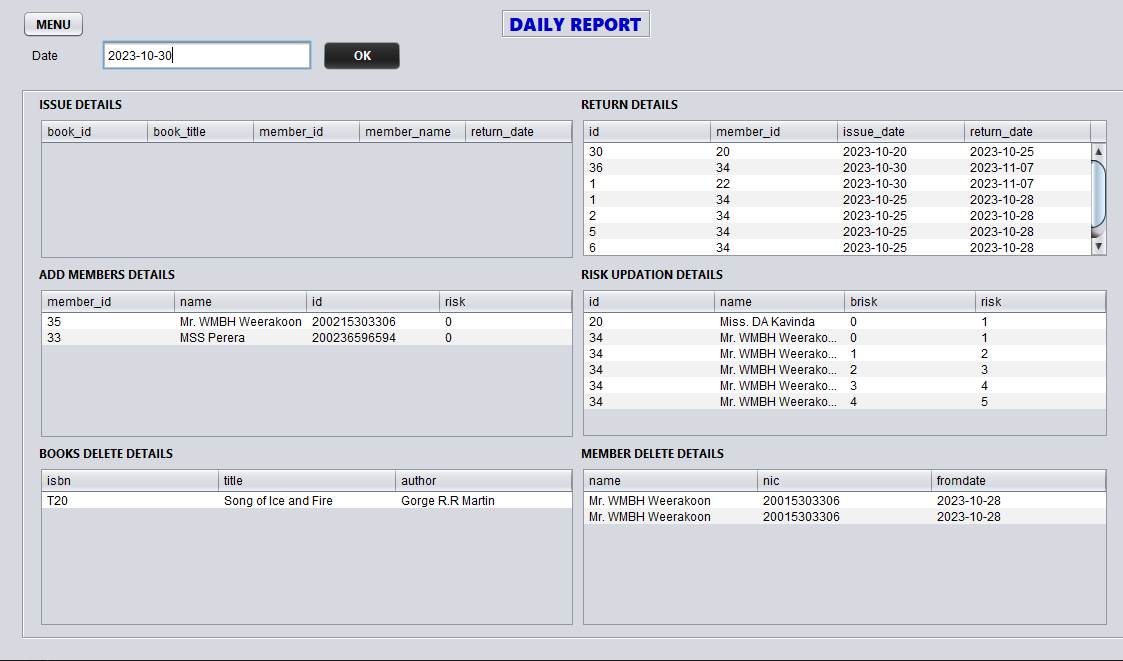 MENU
DAILY REPORT
Date 2023-10-30 OK
ISSUE DETAILS
book_id book_title member_id member_name return_date
RETURN DETAILS
id member_id issue_date return_date
30 20 2023-10-20 2023-10-25
36 34 2023-10-30 2023-11-07
1 22 2023-10-30 2023-11-07
1 34 2023-10-25 2023-10-28
2 34 2023-10-25 2023-10-28
5 34 2023-10-25 2023-10-28
6 34 2023-10-25 2023-10-28
ADD MEMBERS DETAILS
member_id name id risk
35 Mr. WMBH Weerakoon 200215303306 0
33 MSS Perera 200236596594 0
RISK UPDATION DETAILS
id name brisk risk
20 Miss. DA Kavinda 0 1
34 Mr. WMBH Weerako... 0 1
34 Mr. WMBH Weerako... 1 2
34 Mr. WMBH Weerako... 2 3
34 Mr. WMBH Weerako... 3 4
34 Mr. WMBH Weerako... 4 5
BOOKS DELETE DETAILS
isbn title author
T20 Song of Ice and Fire Gorge R.R Martin
MEMBER DELETE DETAILS
name nic fromdate
Mr. WMBH Weerakoon 20015303306 2023-10-28
Mr. WMBH Weerakoon 20015303306 2023-10-28